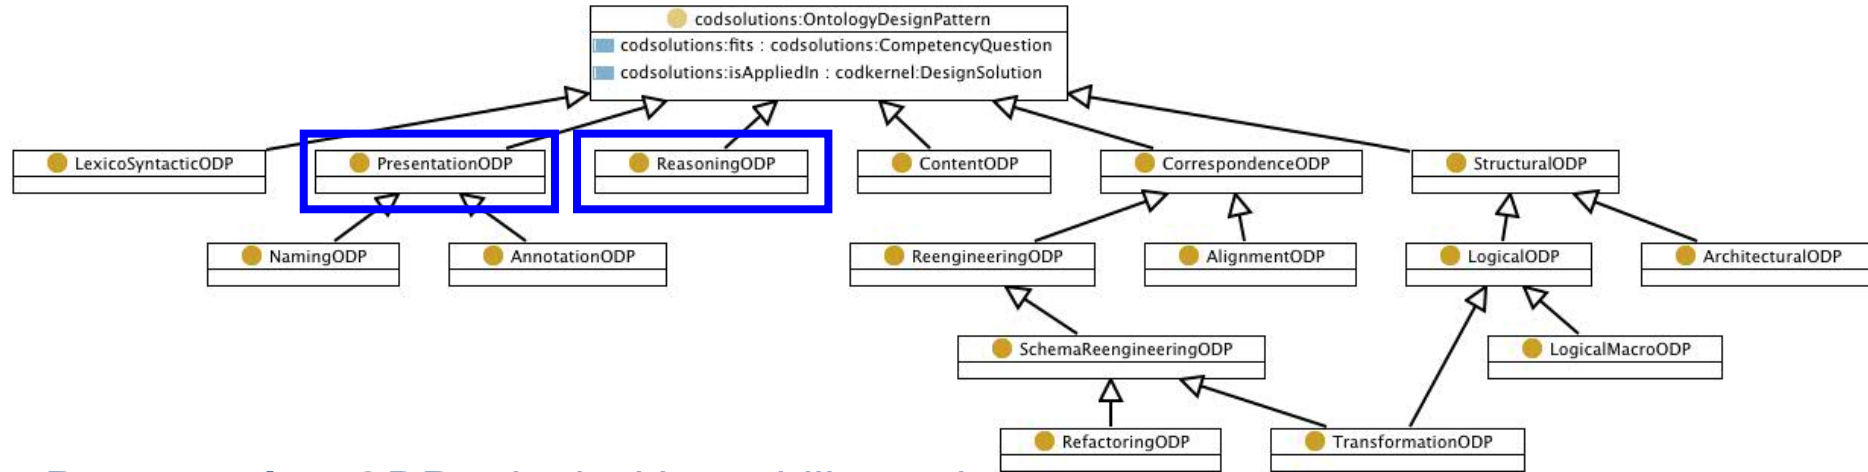 codsolutions:OntologyDesignPattern
codsolutions:fits : codsolutions:CompetencyQuestion
codsolutions:isAppliedIn : codkernel:DesignSolution
LexicoSyntacticODP
PresentationODP
ReasoningODP
ContentODP
CorrespondenceODP
StructuralODP
NamingODP
AnnotationODP
ReengineeringODP
AlignmentODP
LogicalODP
ArchitecturalODP
SchemaReengineeringODP
LogicalMacroODP
RefactoringODP
TransformationODP